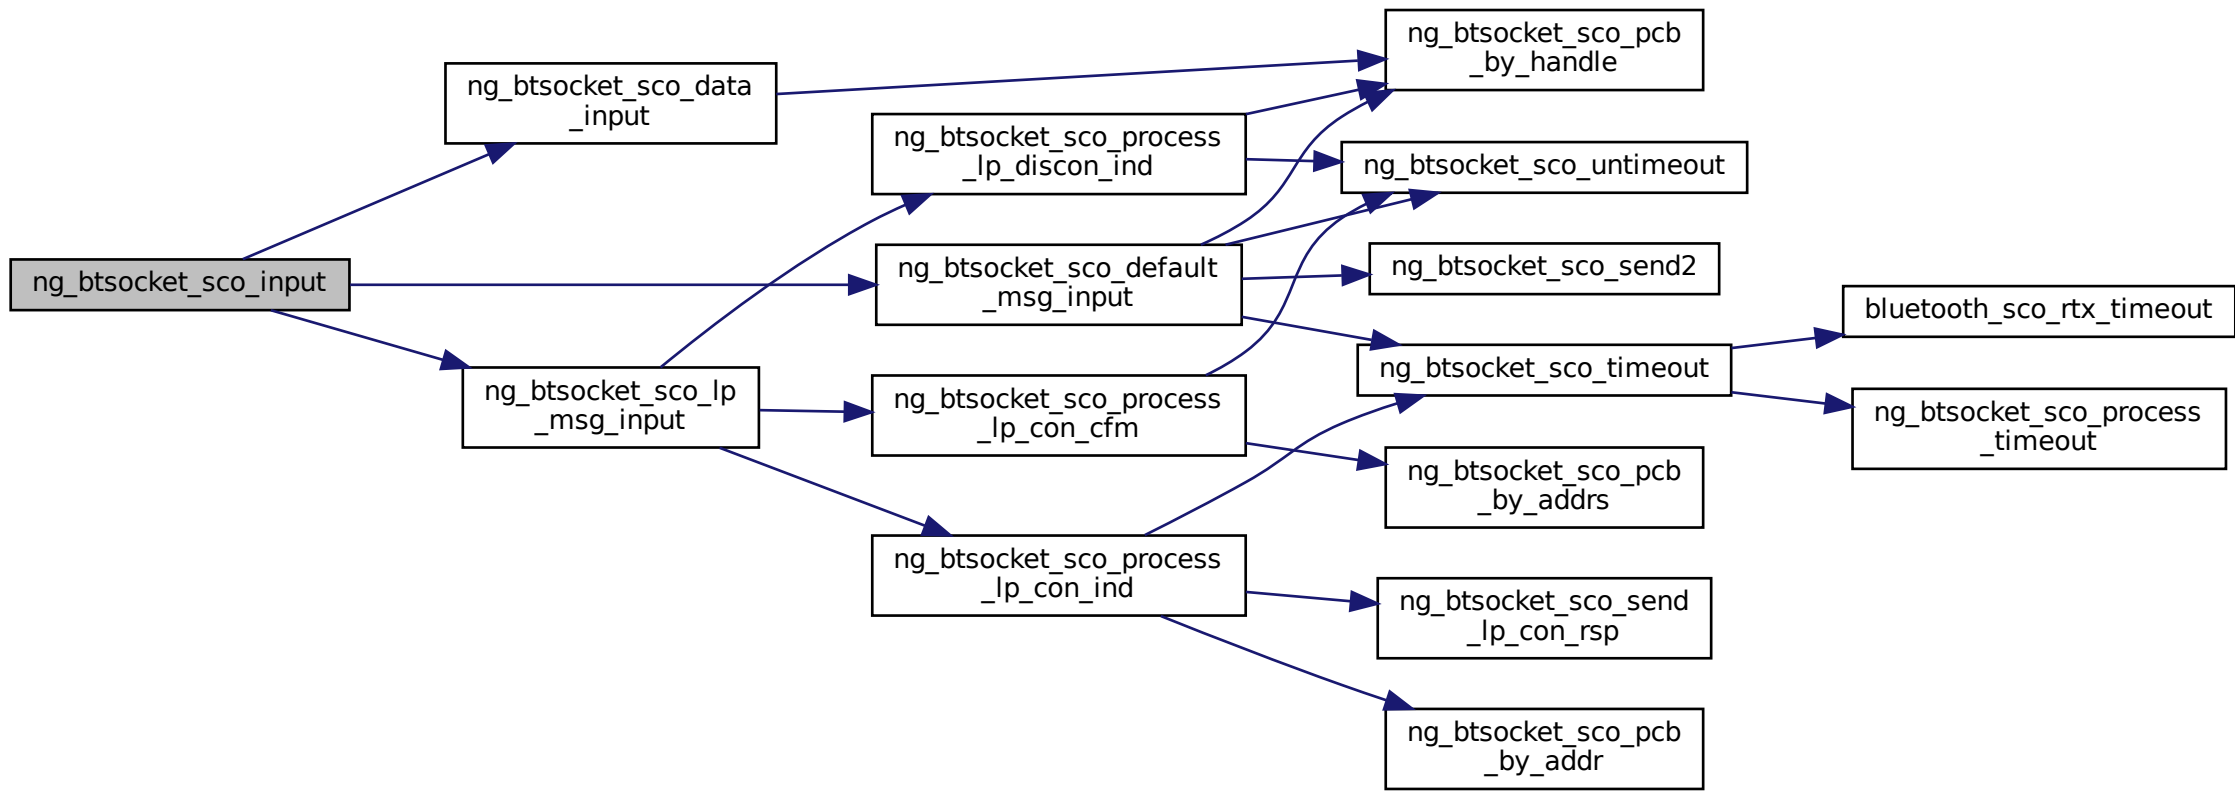 ng_btsocket_sco_input
ng_btsocket_sco_data
_input
ng_btsocket_sco_lp
_msg_input
ng_btsocket_sco_process
_lp_discon_ind
ng_btsocket_sco_default
_msg_input
ng_btsocket_sco_process
_lp_con_cfm
ng_btsocket_sco_process
_lp_con_ind
ng_btsocket_sco_pcb
_by_handle
ng_btsocket_sco_untimeout
ng_btsocket_sco_send2
ng_btsocket_sco_timeout
ng_btsocket_sco_pcb
_by_addrs
ng_btsocket_sco_send
_lp_con_rsp
ng_btsocket_sco_pcb
_by_addr
bluetooth_sco_rtx_timeout
ng_btsocket_sco_process
_timeout